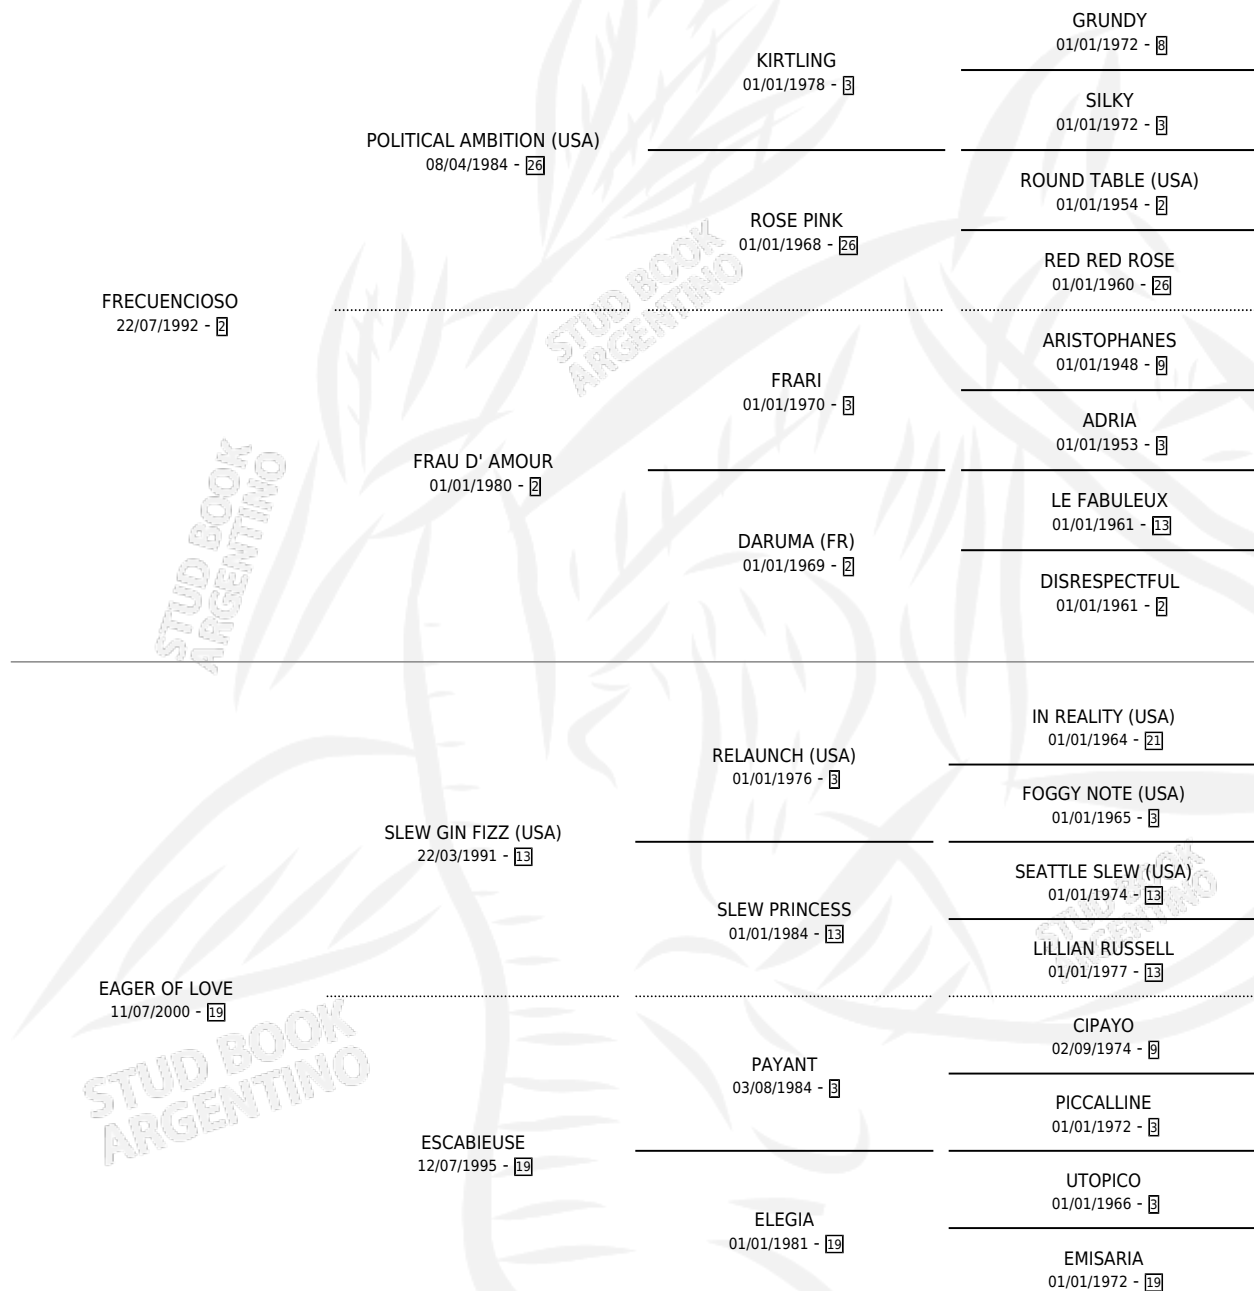 GRUNDY
01/01/1972 - 8
KIRTLING
01/01/1978 - 3
SILKY
01/01/1972 - 3
POLITICAL AMBITION (USA)
08/04/1984 - 26
ROUND TABLE (USA)
01/01/1954 - 2
ROSE PINK
01/01/1968 - 26
RED RED ROSE
01/01/1960 - 26
FRECUENCIOSO
22/07/1992 - 2
ARISTOPHANES
01/01/1948 - 9
FRARI
01/01/1970 - 3
ADRIA
01/01/1953 - 3
FRAU D' AMOUR
01/01/1980 - 2
LE FABULEUX
01/01/1961 - 13
DARUMA (FR)
01/01/1969 - 2
DISRESPECTFUL
01/01/1961 - 2
IN REALITY (USA)
01/01/1964 - 21
RELAUNCH (USA)
01/01/1976 - 3
FOGGY NOTE (USA)
01/01/1965 - 3
SLEW GIN FIZZ (USA)
22/03/1991 - 13
SEATTLE SLEW (USA)
01/01/1974 - 13
SLEW PRINCESS
01/01/1984 - 13
LILLIAN RUSSELL
01/01/1977 - 13
EAGER OF LOVE
11/07/2000 - 19
CIPAYO
02/09/1974 - 9
PAYANT
03/08/1984 - 3
PICCALLINE
01/01/1972 - 3
ESCABIEUSE
12/07/1995 - 19
UTOPICO
01/01/1966 - 3
ELEGIA
01/01/1981 - 19
EMISARIA
01/01/1972 - 19
STUD BOOK
ARGENTINO
STUD BOOK
ARGENTINO
STUD BOOK
ARGENTINO
STUD BOOK
ARGENTINO